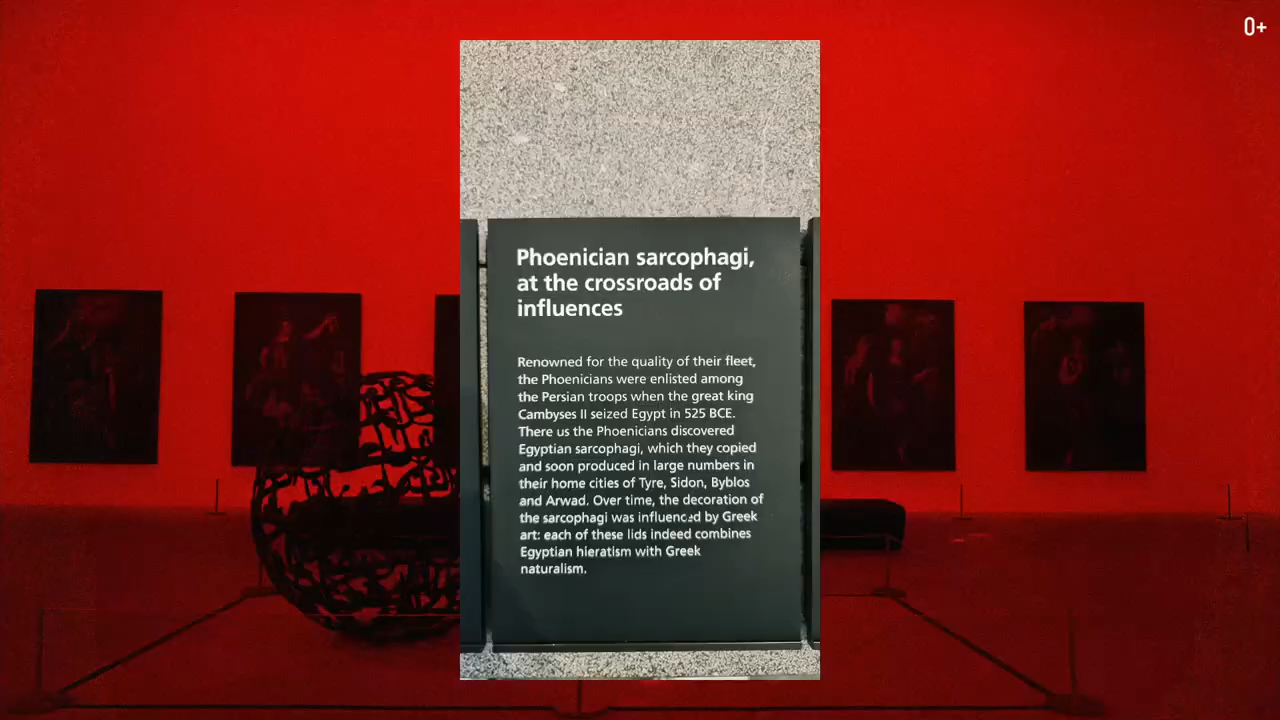 0+
Phoenician sarcophagi,
at the crossroads of
influences
Renowned for the quality of their fleet,
the Phoenicians were enlisted among
the Persian troops when the great king
Cambyses II seized Egypt in 525 BCE.
There us the Phoenicians discovered
Egyptian sarcophagi, which they copied
and soon produced in large numbers in
their home cities of Tyre, Sidon, Byblos
and Arwad. Over time, the decoration of
the sarcophagi was influenced by Greek
art: each of these lids indeed combines
Egyptian hieratism with Greek
naturalism.